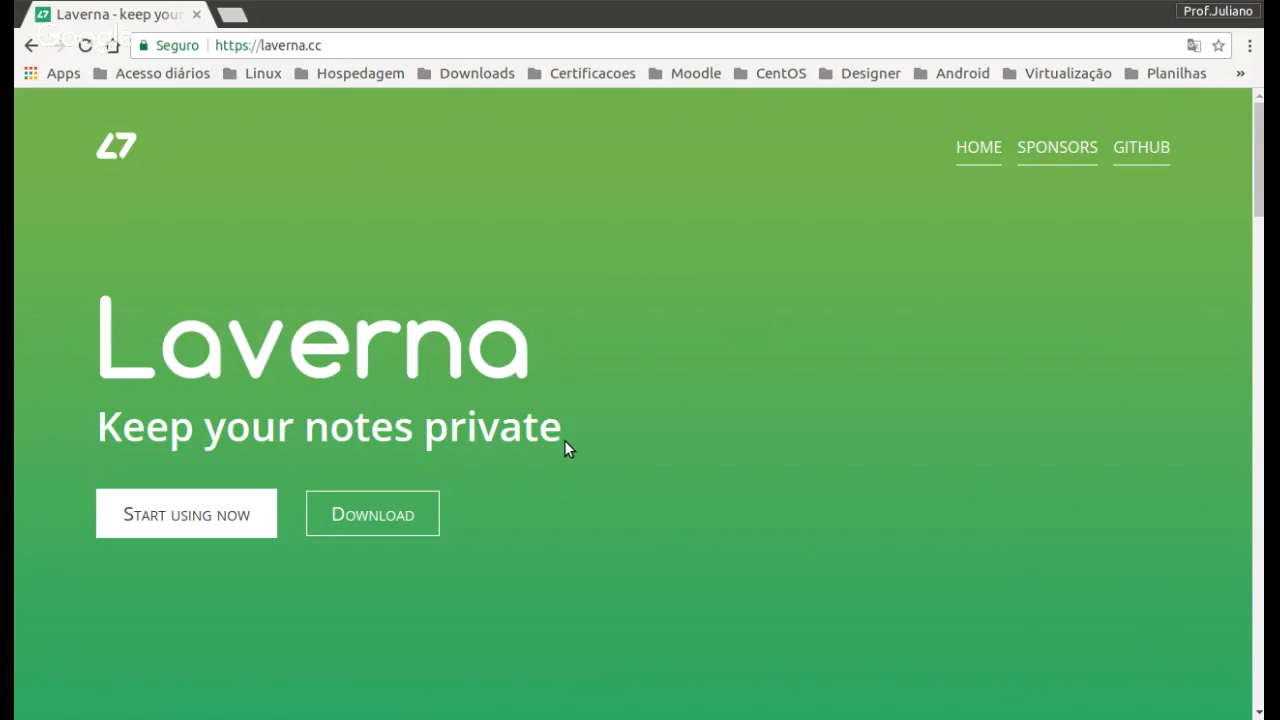 Laverna - keep your
Prof.Juliano
Google
Seguro
https://laverna.cc
Apps
Acesso diários
Linux
Hospedagem
Downloads
Certificacoes
Moodle
CentOS
Designer
Android
Virtualização
Planilhas
»
HOME SPONSORS GITHUB
Laverna
Keep your notes private
Start using now
Download